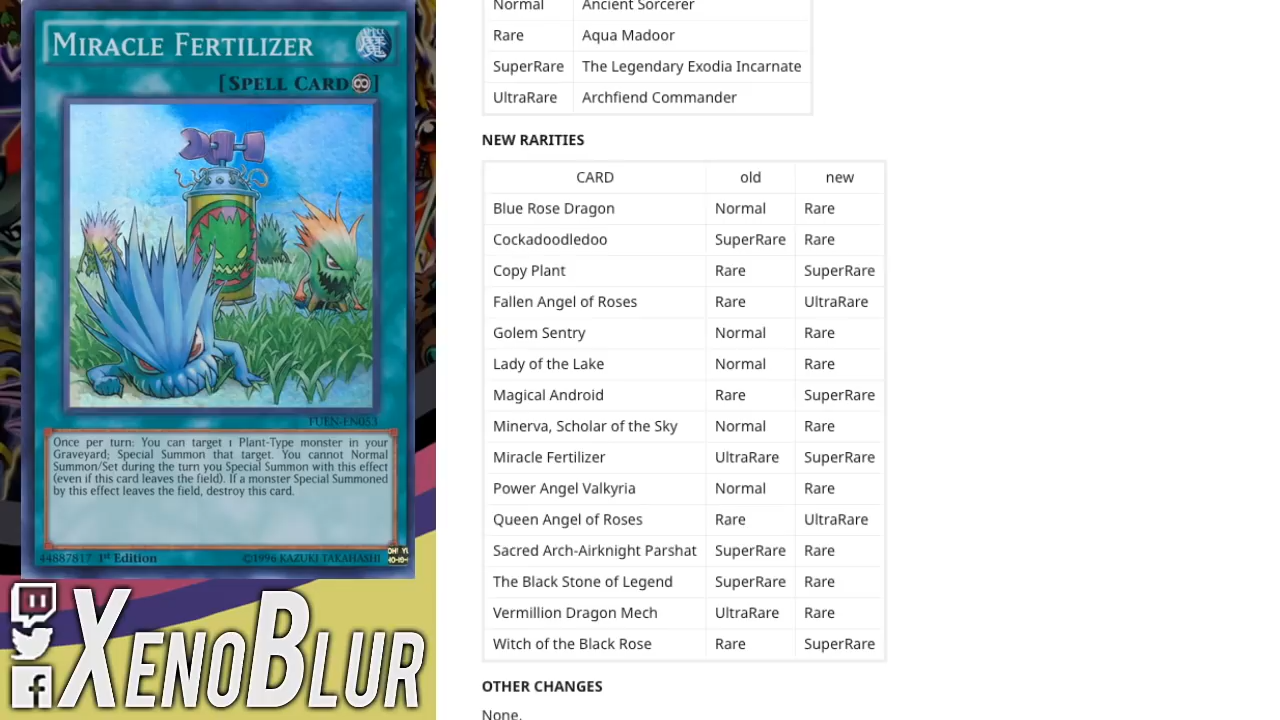 MIRACLE FERTILIZER
[SPELL CARD]
FUEN-EN053
Once per turn: You can target 1 Plant-Type monster in your
Graveyard; Special Summon that target. You cannot Normal
Summon/Set during the turn you Special Summon with this effect
(even if this card leaves the field). If a monster Special Summoned
by this effect leaves the field, destroy this card.
44887817 1st Edition ©1996 KAZUKI TAKAHASHI
XENOBLUR
Normal Ancient Sorcerer
Rare Aqua Madoor
SuperRare The Legendary Exodia Incarnate
UltraRare Archfiend Commander
NEW RARITIES
CARD old new
Blue Rose Dragon Normal Rare
Cockadoodledoo SuperRare Rare
Copy Plant Rare SuperRare
Fallen Angel of Roses Rare UltraRare
Golem Sentry Normal Rare
Lady of the Lake Normal Rare
Magical Android Rare SuperRare
Minerva, Scholar of the Sky Normal Rare
Miracle Fertilizer UltraRare SuperRare
Power Angel Valkyria Normal Rare
Queen Angel of Roses Rare UltraRare
Sacred Arch-Airknight Parshat SuperRare Rare
The Black Stone of Legend SuperRare Rare
Vermillion Dragon Mech UltraRare Rare
Witch of the Black Rose Rare SuperRare
OTHER CHANGES
None.